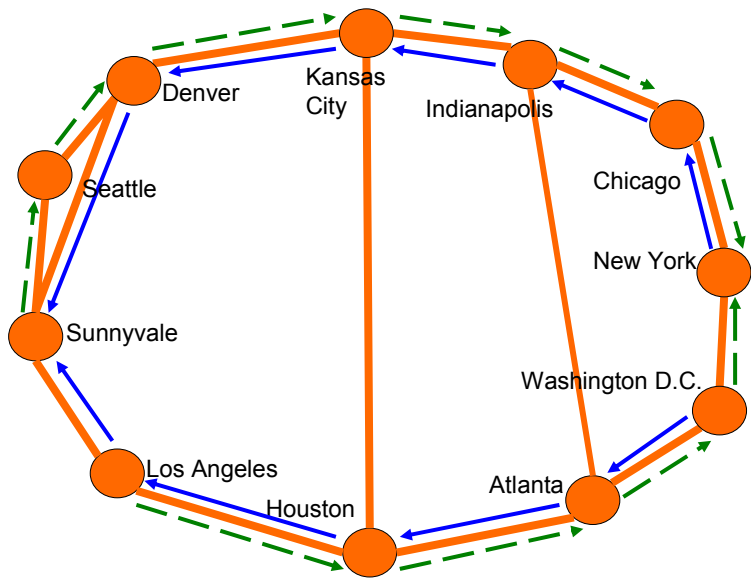 Kansas
City
Denver
Indianapolis
Chicago
Seattle
New York
Sunnyvale
Washington D.C.
Los Angeles
Atlanta
Houston